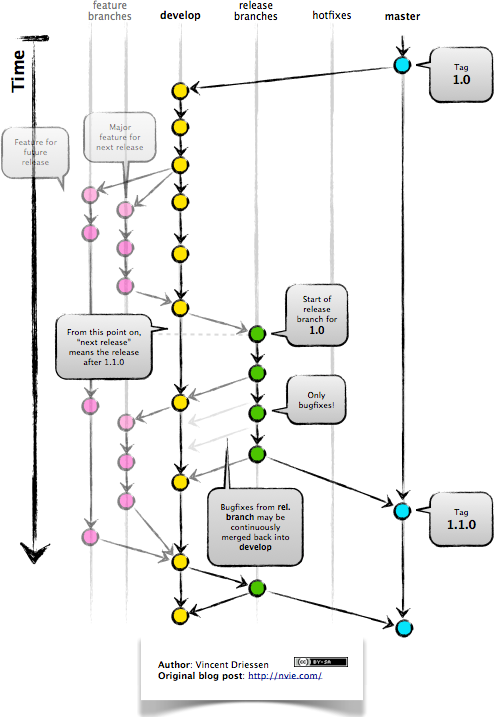 feature
branches
develop
release
branches
hotfixes
master
Time
Tag
1.0
Major
feature for
next release
Feature for
future
release
Start of
release
branch for
1.0
From this point on,
"next release"
means the release
after 1.1.0
Only
bugfixes!
Bugfixes from rel.
branch may be
continuously
merged back into
develop
Tag
1.1.0
Author: Vincent Driessen
Original blog post: http://nvie.com/
cc BY-SA